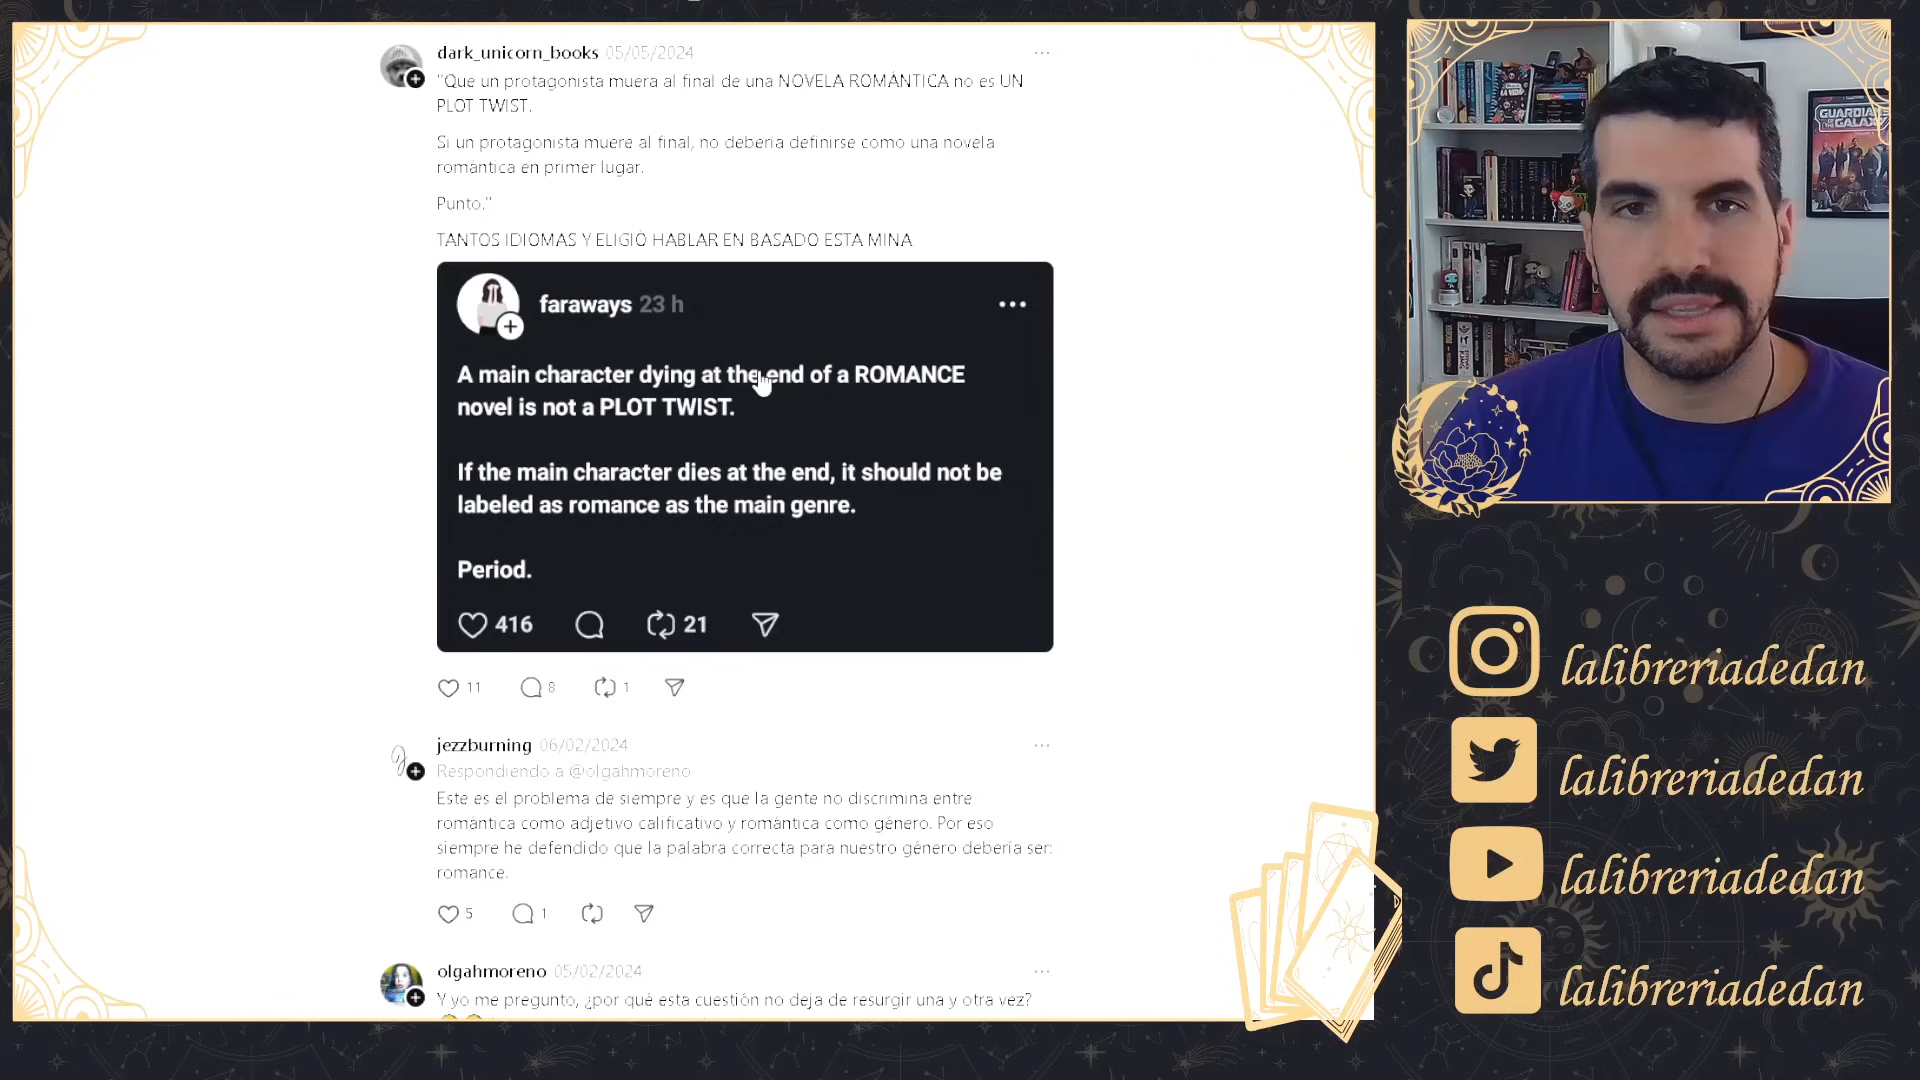 dark_unicorn_books 05/05/2024
"Que un protagonista muera al final de una NOVELA ROMÁNTICA no es UN
PLOT TWIST.
Si un protagonista muere al final, no debería definirse como una novela
romántica en primer lugar.
Punto."
TANTOS IDIOMAS Y ELIGIÓ HABLAR EN BASADO ESTA MINA
faraways 23 h
A main character dying at the end of a ROMANCE
novel is not a PLOT TWIST.
If the main character dies at the end, it should not be
labeled as romance as the main genre.
Period.
416 21
11 8 1
jezzburning 06/02/2024
Respondiendo a @olgahmoreno
Este es el problema de siempre y es que la gente no discrimina entre
romántica como adjetivo calificativo y romántica como género. Por eso
siempre he defendido que la palabra correcta para nuestro género debería ser:
romance.
5 1
olgahmoreno 05/02/2024
Y yo me pregunto, ¿por qué esta cuestión no deja de resurgir una y otra vez?
GUARDIANS
OF THE GALAXY
lalibreriadedan
lalibreriadedan
lalibreriadedan
lalibreriadedan